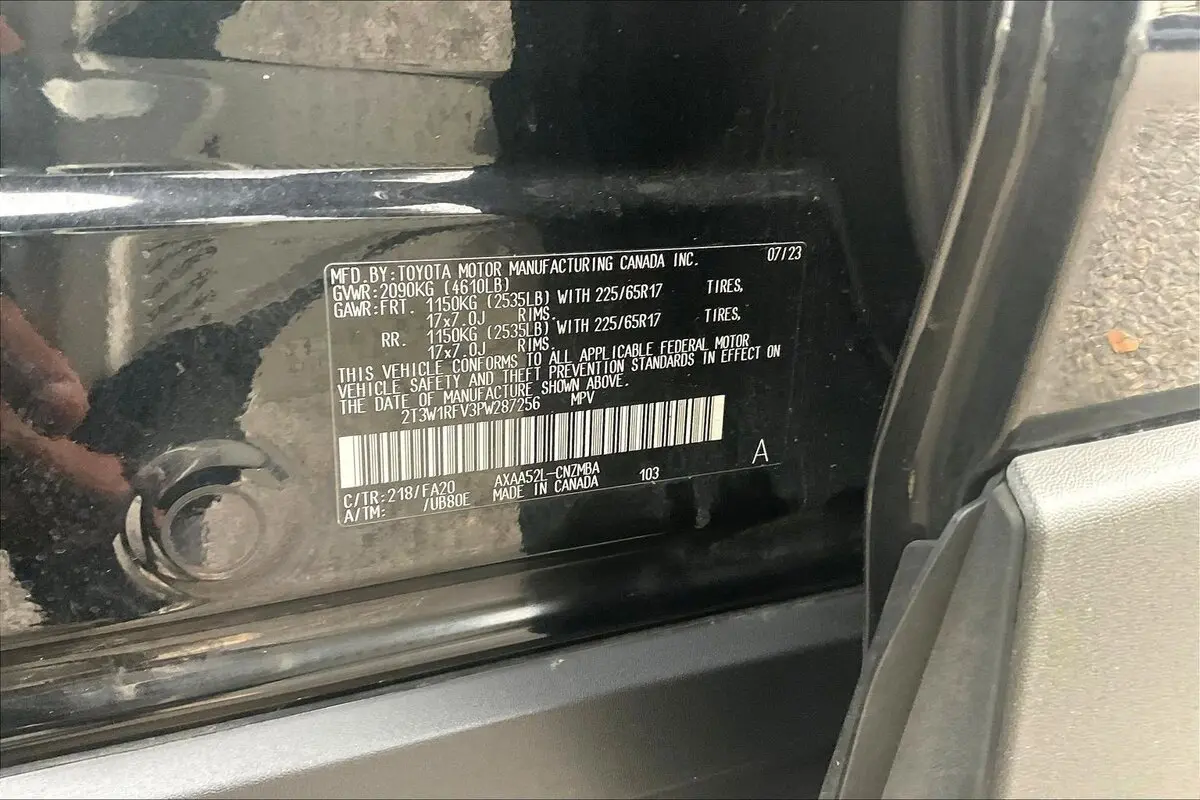 MFD.BY:TOYOTA MOTOR MANUFACTURING CANADA INC. 07/23
GVWR:2090KG (4610LB)
GAWR:FRT. 1150KG (2535LB) WITH 225/65R17 TIRES,
17x7.0J RIMS.
RR. 1150KG (2535LB) WITH 225/65R17 TIRES,
17x7.0J RIMS.
THIS VEHICLE CONFORMS TO ALL APPLICABLE FEDERAL MOTOR
VEHICLE SAFETY AND THEFT PREVENTION STANDARDS IN EFFECT ON
THE DATE OF MANUFACTURE SHOWN ABOVE.
2T3W1RFV3PW287256 MPV
A
C/TR:218/FA20 AXAA52L-CNZMBA 103
A/TM: /UB80E MADE IN CANADA